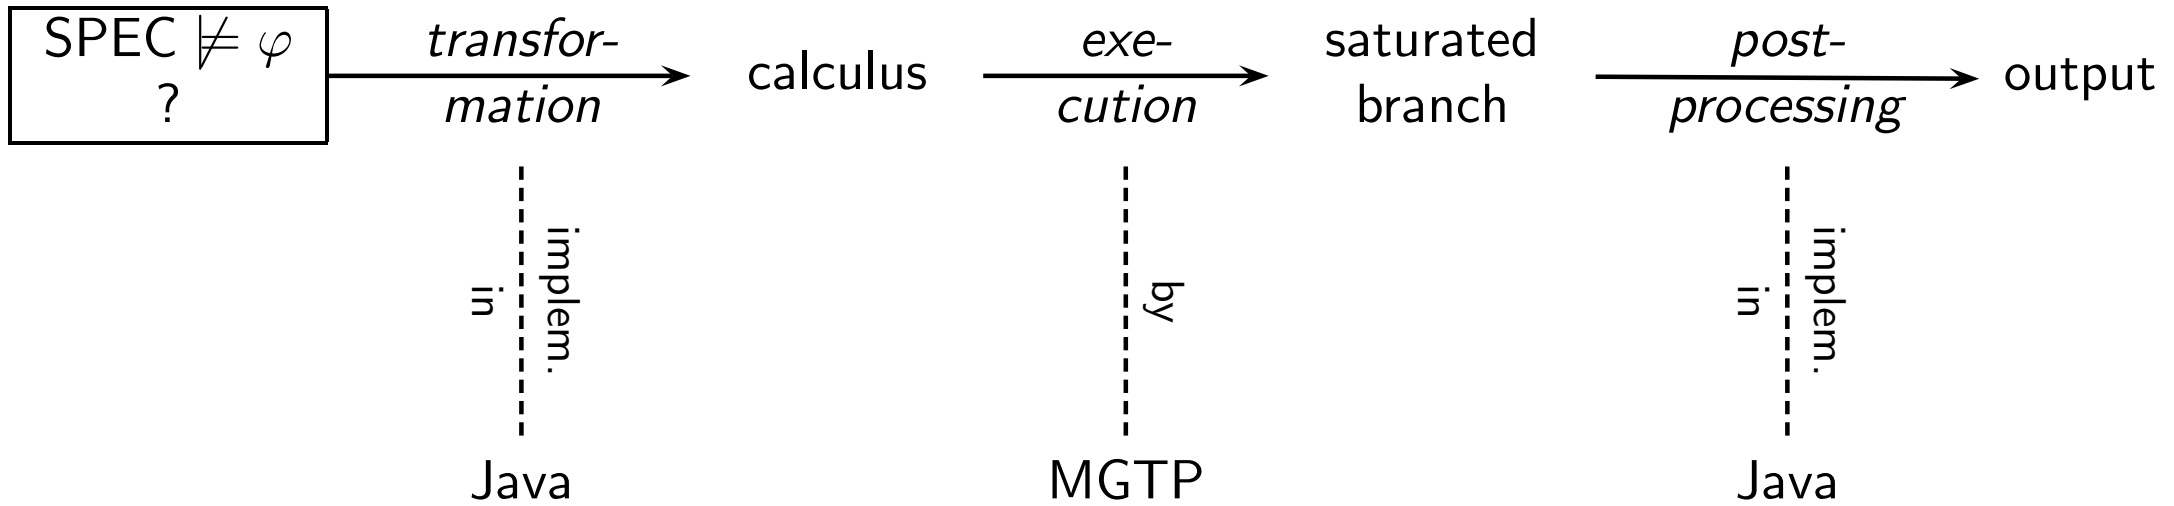 SPEC ⊭ φ
?
transfor-
mation
calculus
exe-
cution
saturated
branch
post-
processing
output
implem.
in
by
implem.
in
Java
MGTP
Java